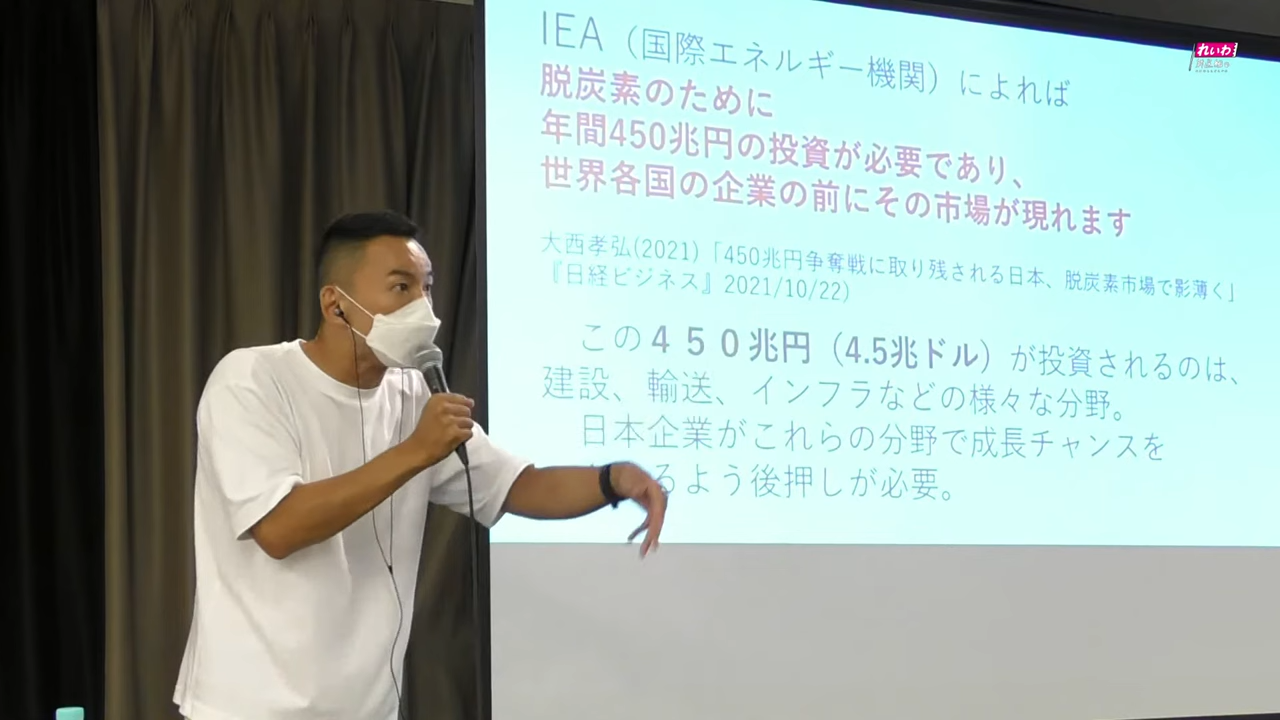 IEA（国際エネルギー機関）によれば
脱炭素のために
年間450兆円の投資が必要であり、
世界各国の企業の前にその市場が現れます
大西孝弘(2021)「450兆円争奪戦に取り残される日本、脱炭素市場で影薄く」
『日経ビジネス』2021/10/22)
この４５０兆円（4.5兆ドル）が投資されるのは、
建設、輸送、インフラなどの様々な分野。
日本企業がこれらの分野で成長チャンスを
るよう後押しが必要。
れいわ